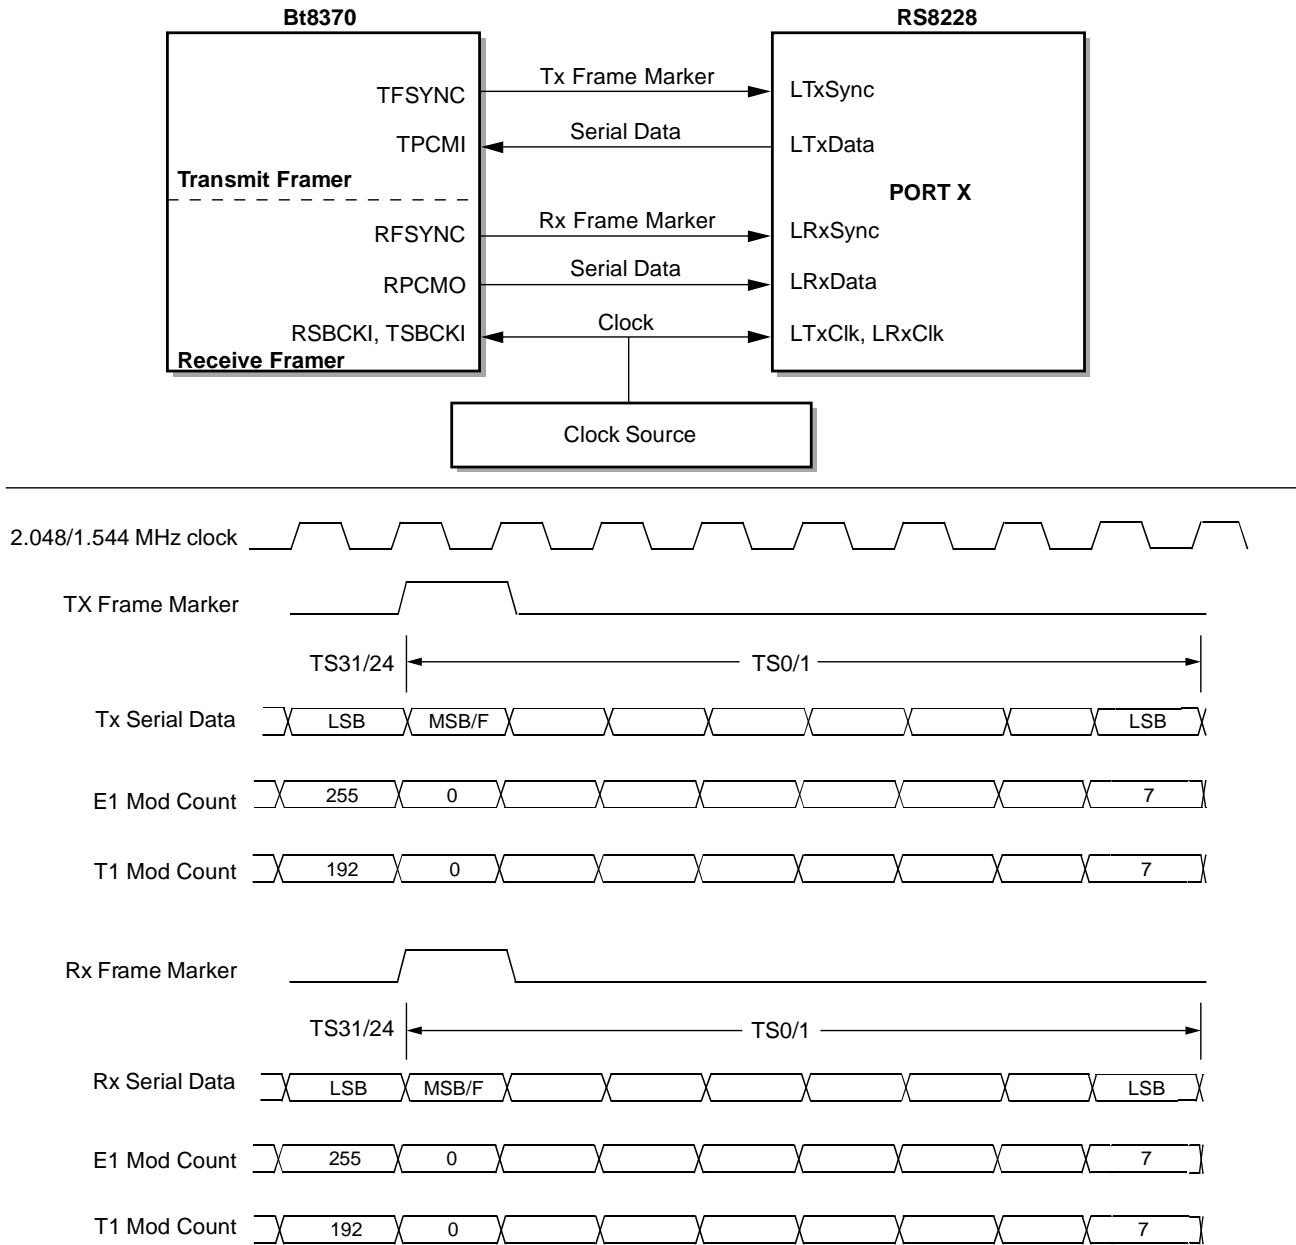 Bt8370 RS8228
TFSYNC Tx Frame Marker LTxSync
TPCMI Serial Data LTxData
Transmit Framer
PORT X
RFSYNC Rx Frame Marker LRxSync
RPCMO Serial Data LRxData
RSBCKI, TSBCKI Clock LTxClk, LRxClk
Receive Framer
Clock Source
2.048/1.544 MHz clock
TX Frame Marker
TS31/24 TS0/1
Tx Serial Data LSB MSB/F LSB
E1 Mod Count 255 0 7
T1 Mod Count 192 0 7
Rx Frame Marker
TS31/24 TS0/1
Rx Serial Data LSB MSB/F LSB
E1 Mod Count 255 0 7
T1 Mod Count 192 0 7